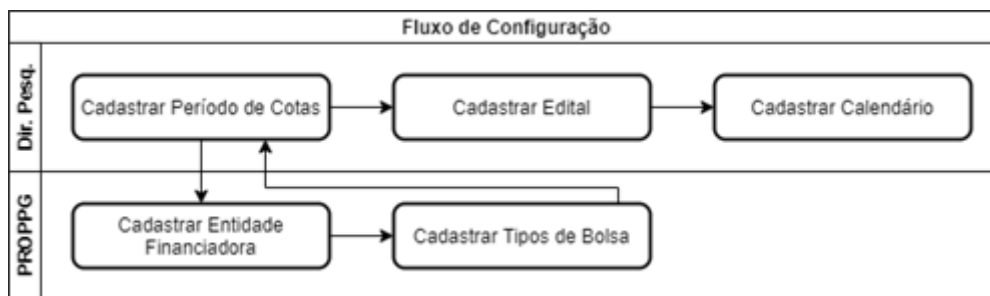 Fluxo de Configuração
Dir. Pesq.
Cadastrar Período de Cotas
Cadastrar Edital
Cadastrar Calendário
PROPPG
Cadastrar Entidade
Financiadora
Cadastrar Tipos de Bolsa